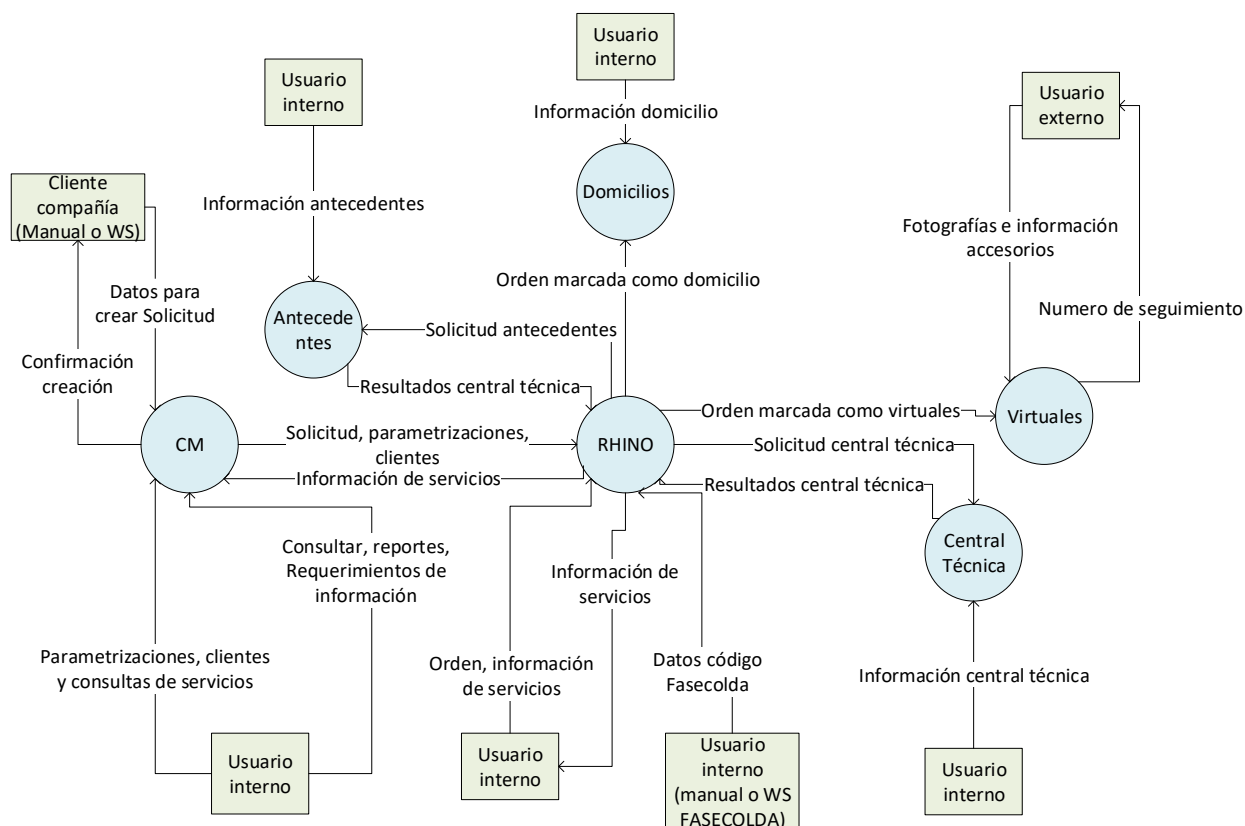 Usuario
interno
Usuario
interno
Usuario
externo
Información domicilio
Cliente
compañía
(Manual o WS)
Domicilios
Información antecedentes
Fotografías e información
accesorios
Orden marcada como domicilio
Datos para
crear Solicitud
Antecede
ntes
Solicitud antecedentes
Numero de seguimiento
Confirmación
creación
Resultados central técnica
Orden marcada como virtuales
Virtuales
CM
Solicitud, parametrizaciones,
clientes
RHINO
Solicitud central técnica
Información de servicios
Resultados central técnica
Consultar, reportes,
Requerimientos de
información
Información de
servicios
Central
Técnica
Parametrizaciones, clientes
y consultas de servicios
Orden, información
de servicios
Datos código
Fasecolda
Información central técnica
Usuario
interno
Usuario
interno
Usuario
interno
(manual o WS
FASECOLDA)
Usuario
interno